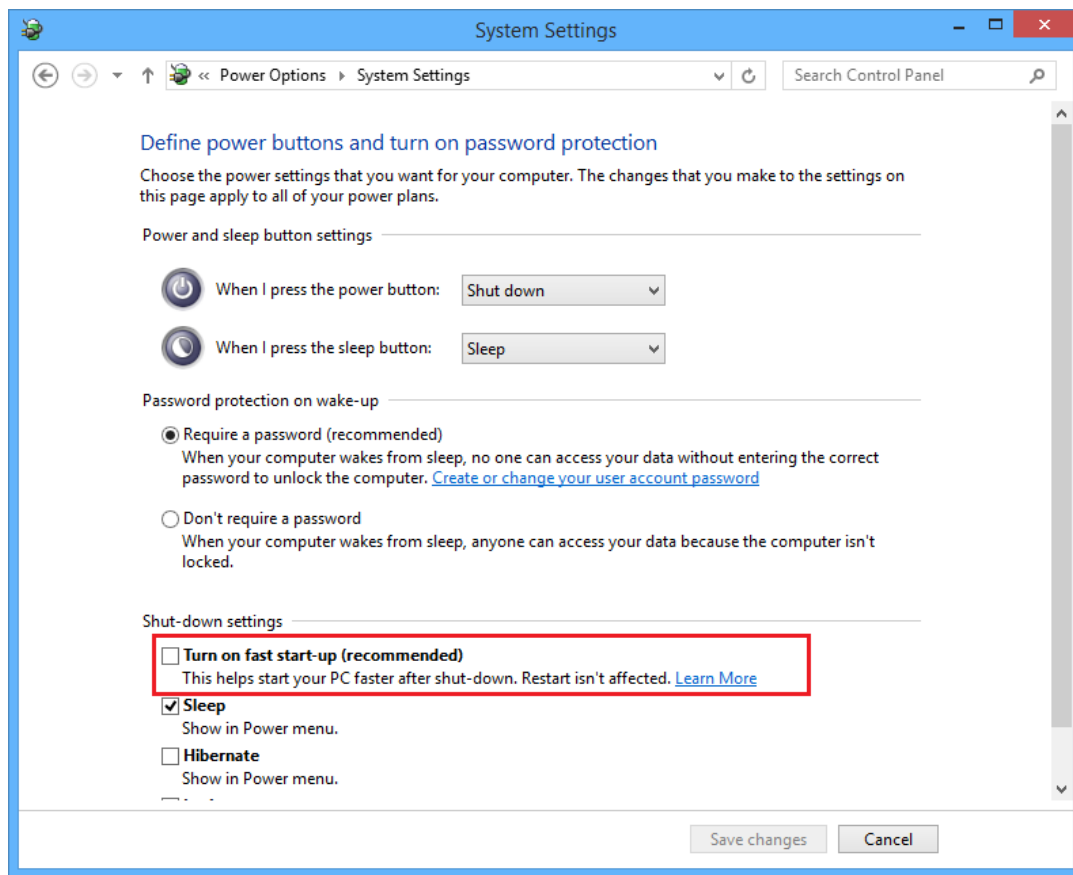 System Settings
« Power Options System Settings
Search Control Panel
Define power buttons and turn on password protection
Choose the power settings that you want for your computer. The changes that you make to the settings on
this page apply to all of your power plans.
Power and sleep button settings
When I press the power button: Shut down
When I press the sleep button: Sleep
Password protection on wake-up
Require a password (recommended)
When your computer wakes from sleep, no one can access your data without entering the correct
password to unlock the computer. Create or change your user account password
Don't require a password
When your computer wakes from sleep, anyone can access your data because the computer isn't
locked.
Shut-down settings
Turn on fast start-up (recommended)
This helps start your PC faster after shut-down. Restart isn't affected. Learn More
Sleep
Show in Power menu.
Hibernate
Show in Power menu.
Save changes Cancel